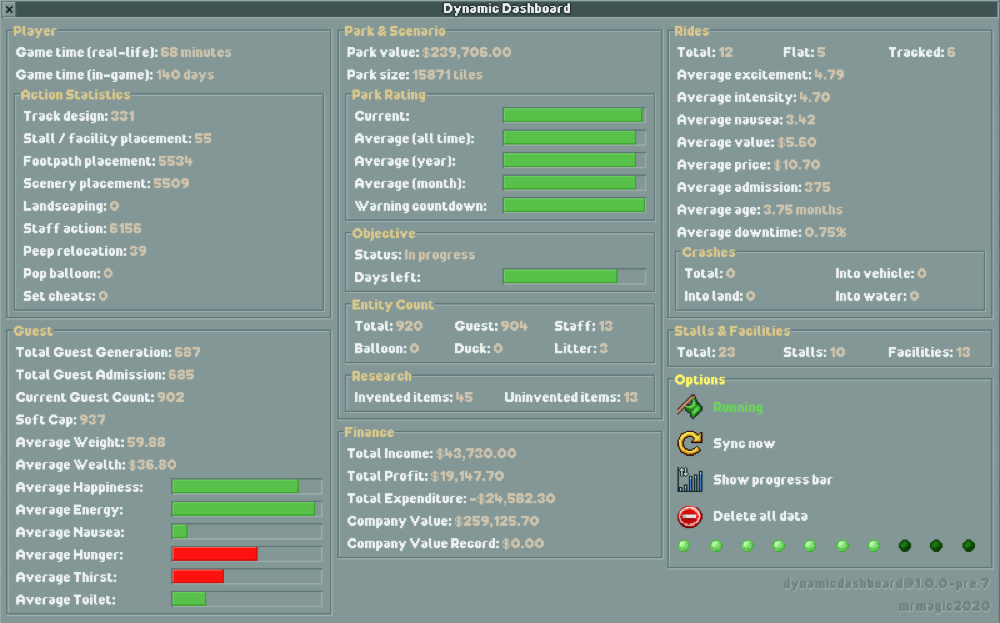 Dynamic Dashboard
Player
Game time (real-life): 68 minutes
Game time (in-game): 140 days
Action Statistics
Track design: 331
Stall / facility placement: 55
Footpath placement: 5534
Scenery placement: 5509
Landscaping: 0
Staff action: 6156
Peep relocation: 39
Pop balloon: 0
Set cheats: 0
Guest
Total Guest Generation: 687
Total Guest Admission: 685
Current Guest Count: 902
Soft Cap: 937
Average Weight: 59.88
Average Wealth: $36.80
Average Happiness:
Average Energy:
Average Nausea:
Average Hunger:
Average Thirst:
Average Toilet:
Park & Scenario
Park value: $239,706.00
Park size: 15871 tiles
Park Rating
Current:
Average (all time):
Average (year):
Average (month):
Warning countdown:
Objective
Status: In progress
Days left:
Entity Count
Total: 920 Guest: 904 Staff: 13
Balloon: 0 Duck: 0 Litter: 3
Research
Invented items: 45 Uninvented items: 13
Finance
Total Income: $43,730.00
Total Profit: $19,147.70
Total Expenditure: -$24,582.30
Company Value: $259,125.70
Company Value Record: $0.00
Rides
Total: 12 Flat: 5 Tracked: 6
Average excitement: 4.79
Average intensity: 4.70
Average nausea: 3.42
Average value: $5.60
Average price: $10.70
Average admission: 375
Average age: 3.75 months
Average downtime: 0.75%
Crashes
Total: 0 Into vehicle: 0
Into land: 0 Into water: 0
Stalls & Facilities
Total: 23 Stalls: 10 Facilities: 13
Options
Running
Sync now
Show progress bar
Delete all data
dynamicdashboard@1.0.0-pre.7
mrmagic2020